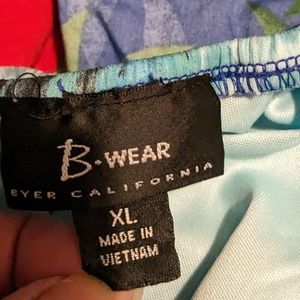 B•WEAR
BYER CALIFORNIA
XL
MADE IN
VIETNAM